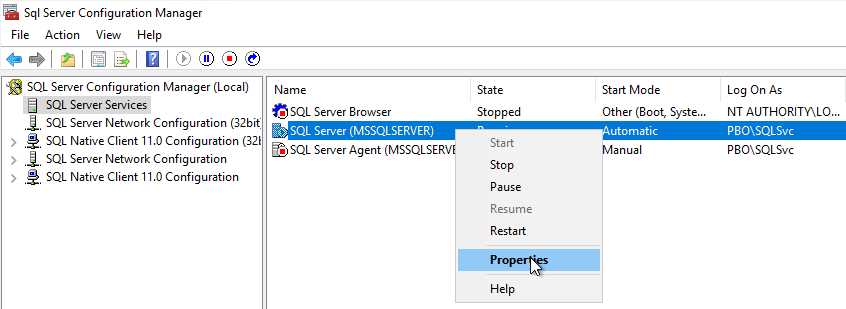 Sql Server Configuration Manager
File Action View Help
SQL Server Configuration Manager (Local)
SQL Server Services
SQL Server Network Configuration (32bit)
SQL Native Client 11.0 Configuration (32b
SQL Server Network Configuration
SQL Native Client 11.0 Configuration
Name State Start Mode Log On As
SQL Server Browser Stopped Other (Boot, Syste... NT AUTHORITY\LO...
SQL Server (MSSQLSERVER) Automatic PBO\SQLSvc
SQL Server Agent (MSSQLSERVE Manual PBO\SQLSvc
Start
Stop
Pause
Resume
Restart
Properties
Help